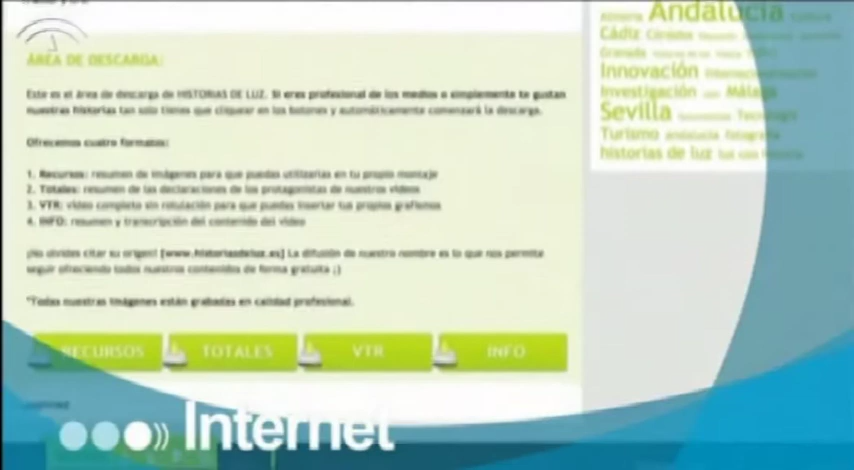 ÁREA DE DESCARGA:
Este es el área de descarga de HISTORIAS DE LUZ. Si eres profesional de los medios o simplemente te gustan
nuestras historias tan solo tienes que cliquear en los botones y automáticamente comenzará la descarga.
Ofrecemos cuatro formatos:
1. Recursos: resumen de imágenes para que puedas utilizarlas en tu propio montaje
2. Totales: resumen de las declaraciones de los protagonistas de nuestros vídeos
3. VTR: vídeo completo sin rotulación para que puedas insertar tus propios grafismos
4. INFO: resumen y transcripción del contenido del vídeo
¡No olvides citar su origen! [www.historiasdeluz.es] La difusión de nuestro nombre es lo que nos permite
seguir ofreciendo todos nuestros contenidos de forma gratuita ;)
*Todas nuestras imágenes están grabadas en calidad profesional.
RECURSOS TOTALES VTR INFO
Almería Andalucía
Cádiz Córdoba
Granada
Innovación
Investigación Málaga
Sevilla Tecnología
Turismo andalucía fotografía
historias de luz
Internet